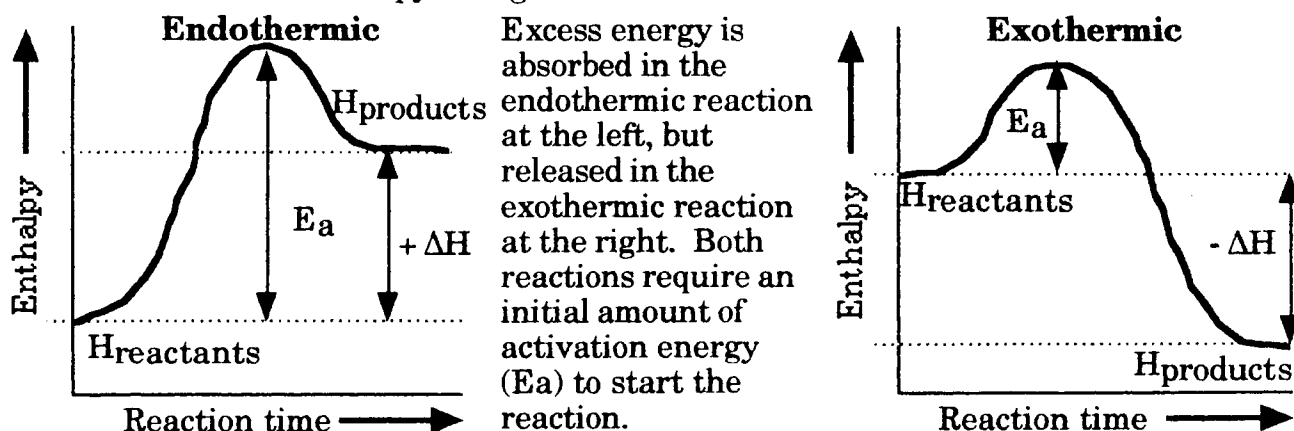 Endothermic
Enthalpy
Hproducts
Ea
+ ΔH
Hreactants
Reaction time
Excess energy is
absorbed in the
endothermic reaction
at the left, but
released in the
exothermic reaction
at the right. Both
reactions require an
initial amount of
activation energy
(Ea) to start the
reaction.
Exothermic
Enthalpy
Ea
Hreactants
- ΔH
Hproducts
Reaction time